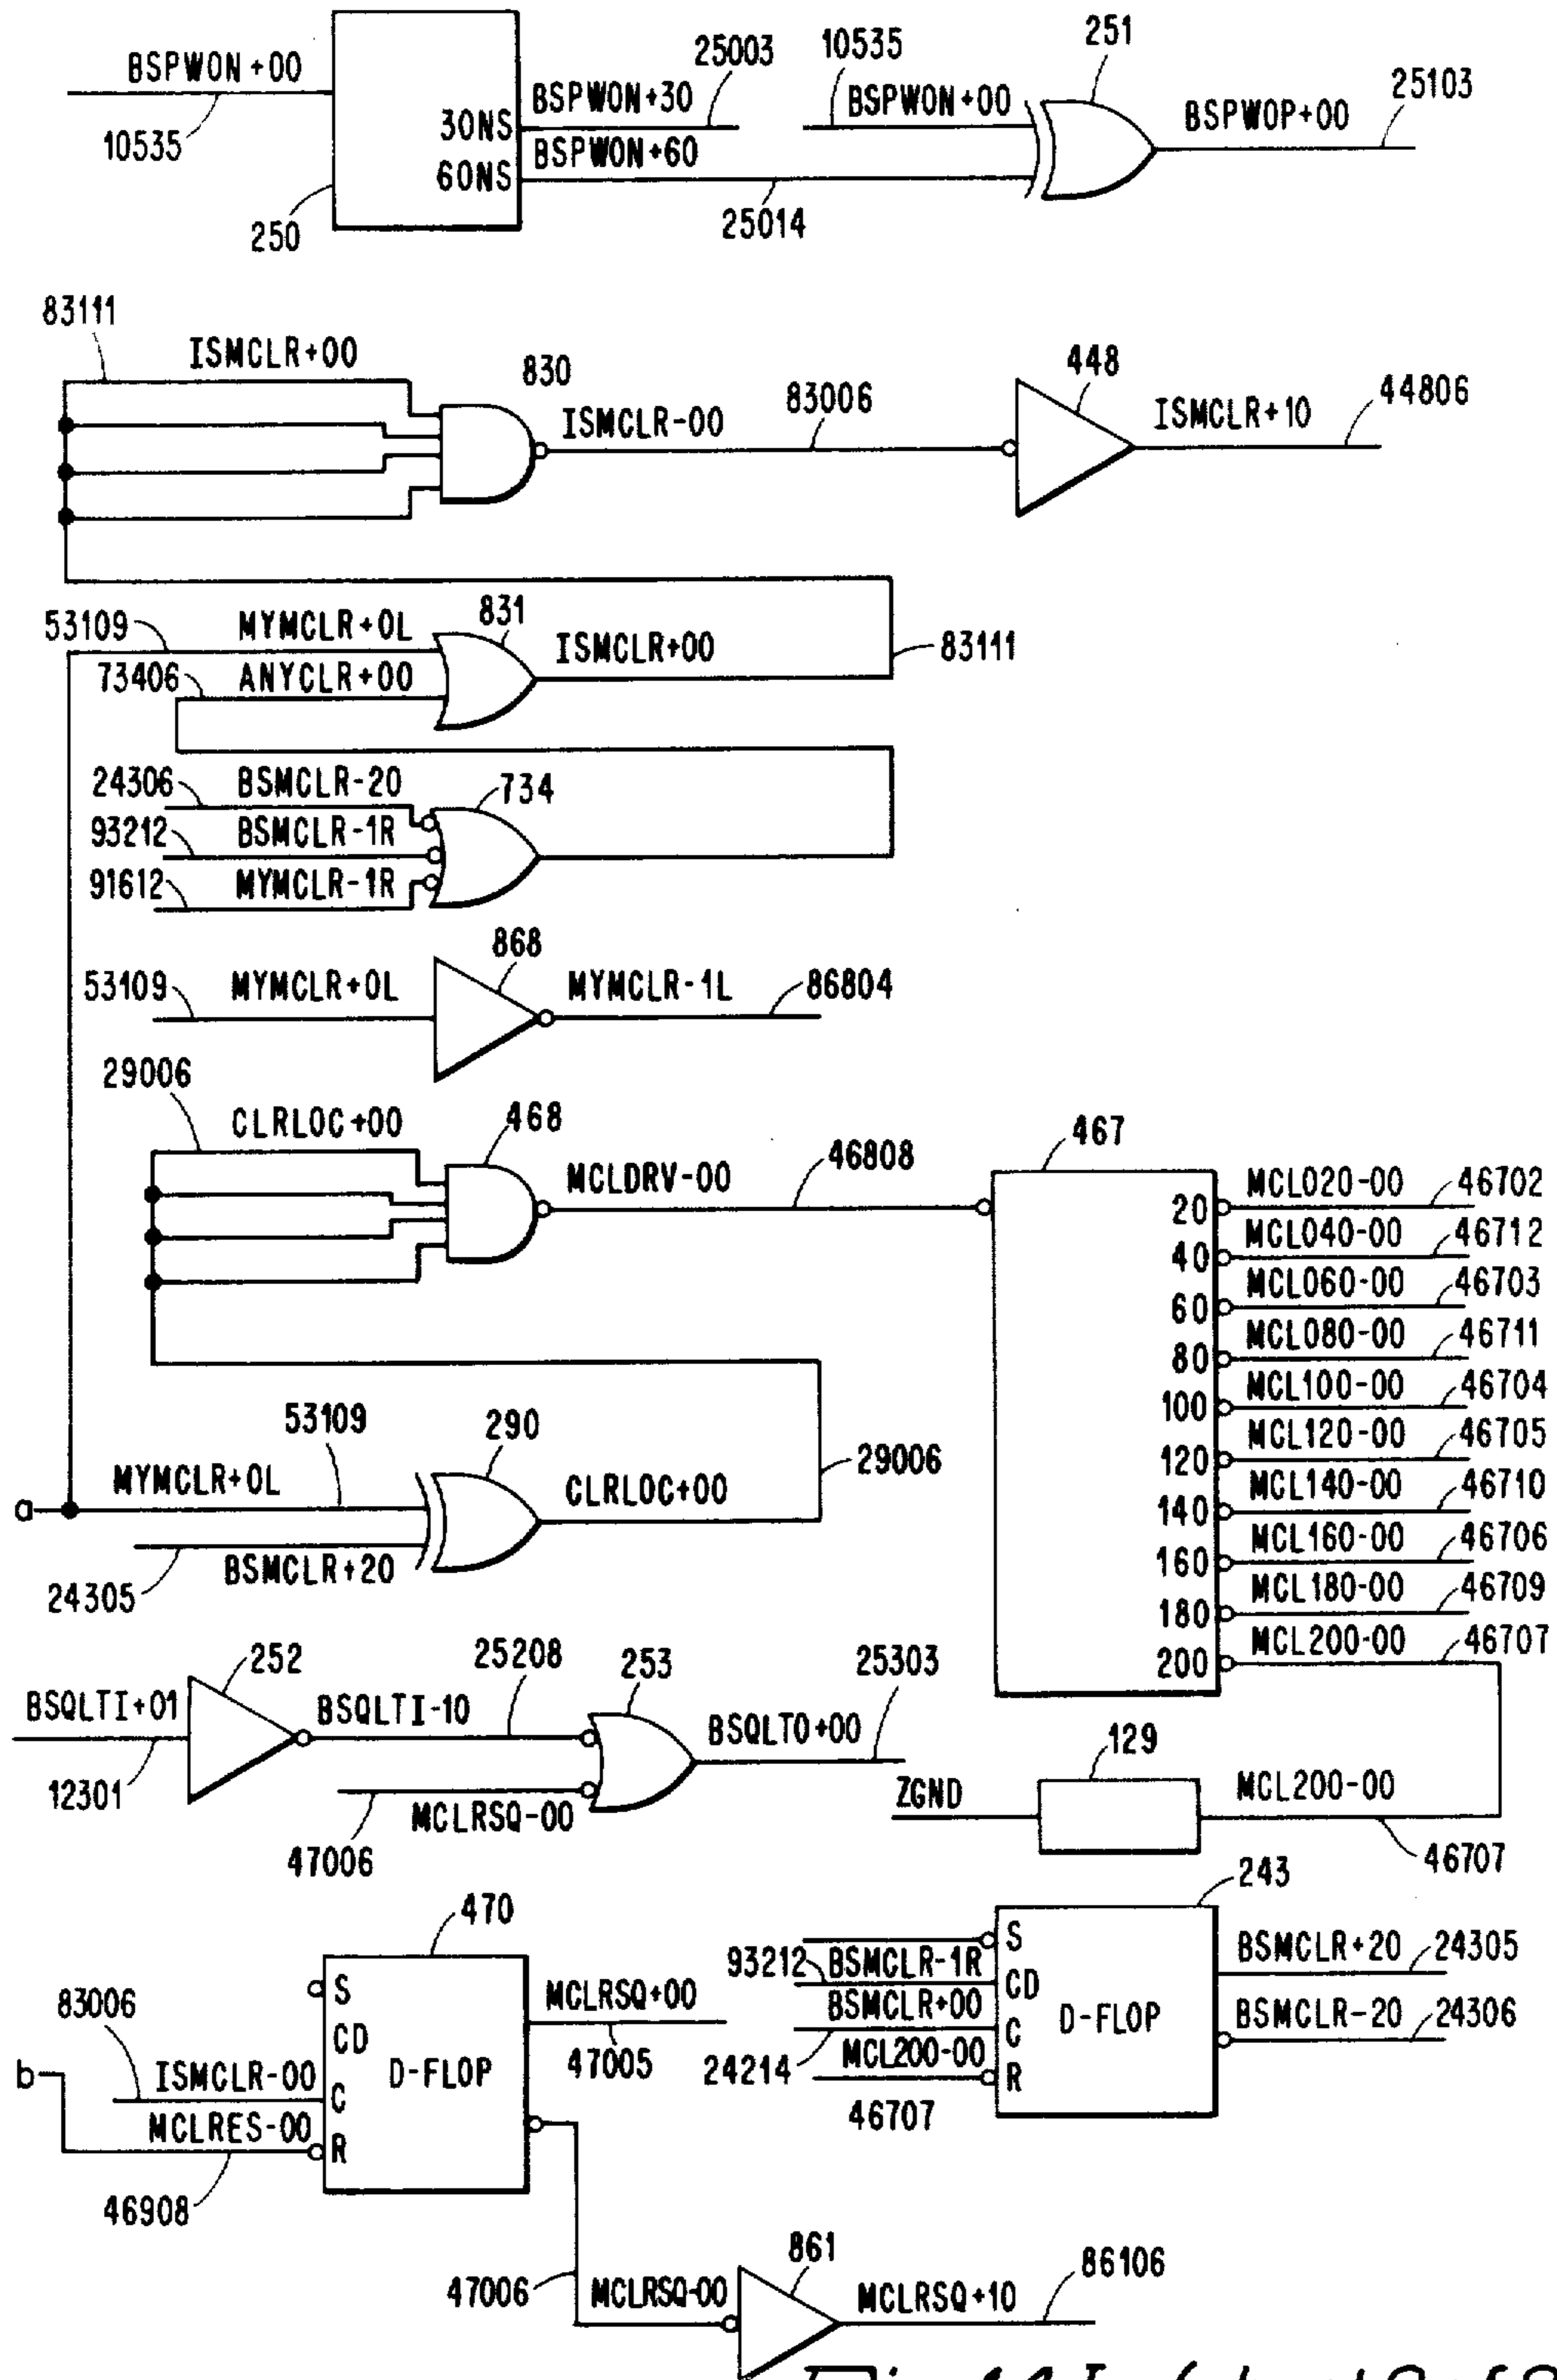 BSPWON+00
10535
30NS
60NS
250
BSPWON+30
25003
BSPWON+60
25014
10535
BSPWON+00
251
BSPWOP+00
25103
83111
ISMCLR+00
830
ISMCLR-00
83006
448
ISMCLR+10
44806
53109
MYMCLR+0L
831
73406
ANYCLR+00
ISMCLR+00
83111
24306
BSMCLR-20
734
93212
BSMCLR-1R
91612
MYMCLR-1R
53109
MYMCLR+0L
868
MYMCLR-1L
86804
29006
CLRLOC+00
468
MCLDRV-00
46808
467
20 MCL020-00 46702
40 MCL040-00 46712
60 MCL060-00 46703
80 MCL080-00 46711
100 MCL100-00 46704
120 MCL120-00 46705
140 MCL140-00 46710
160 MCL160-00 46706
180 MCL180-00 46709
200 MCL200-00 46707
53109
290
a
MYMCLR+0L
CLRLOC+00
29006
24305
BSMCLR+20
BSQLTI+01
12301
252
BSQLTI-10
25208
253
BSQLTO+00
25303
MCLRSQ-00
47006
ZGND
129
MCL200-00
46707
470
S
CD
C
R
D-FLOP
83006
b
ISMCLR-00
MCLRES-00
46908
MCLRSQ+00
47005
243
S
CD
C
R
D-FLOP
93212
BSMCLR-1R
BSMCLR+00
24214
MCL200-00
46707
BSMCLR+20
24305
BSMCLR-20
24306
47006
MCLRSQ-00
861
MCLRSQ+10
86106